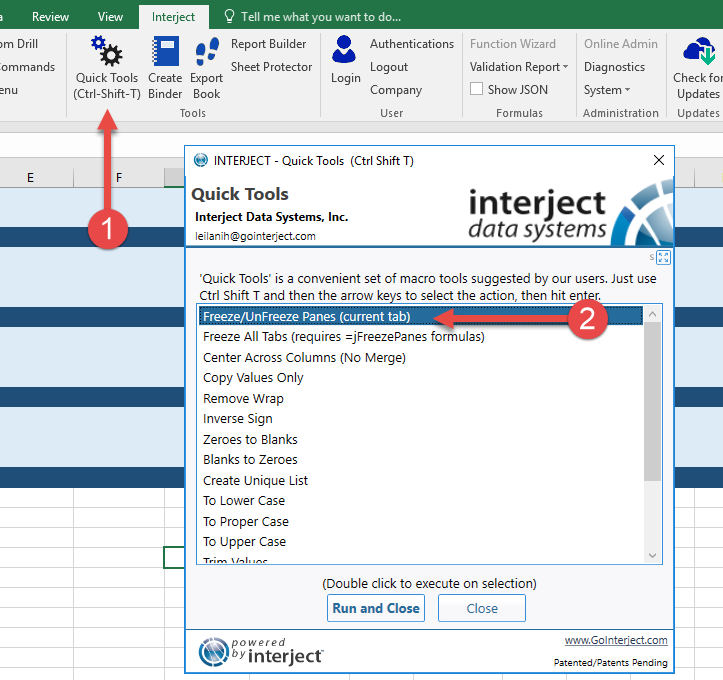 Review View Interject Tell me what you want to do...
om Drill
ommands
enu
Quick Tools
(Ctrl-Shift-T)
Create
Binder
Export
Book
Report Builder
Sheet Protector
Tools
Login
Authentications
Logout
Company
User
Function Wizard
Validation Report
Show JSON
Formulas
Online Admin
Diagnostics
System
Administration
Check for
Updates
Updates
E F
1
INTERJECT - Quick Tools (Ctrl Shift T)
Quick Tools
Interject Data Systems, Inc.
leilanih@gointerject.com
interject
data systems
s
'Quick Tools' is a convenient set of macro tools suggested by our users. Just use
Ctrl Shift T and then the arrow keys to select the action, then hit enter.
Freeze/UnFreeze Panes (current tab)
2
Freeze All Tabs (requires =jFreezePanes formulas)
Center Across Columns (No Merge)
Copy Values Only
Remove Wrap
Inverse Sign
Zeroes to Blanks
Blanks to Zeroes
Create Unique List
To Lower Case
To Proper Case
To Upper Case
Trim Values
(Double click to execute on selection)
Run and Close Close
powered
by interject
www.GoInterject.com
Patented/Patents Pending